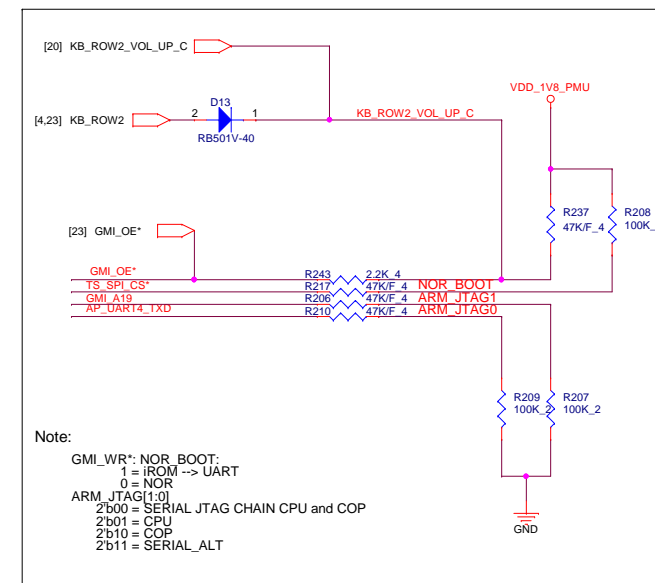 [20] KB_ROW2_VOL_UP_C
VDD_1V8_PMU
D13
[4,23] KB_ROW2
2
1
KB_ROW2_VOL_UP_C
RB501V-40
R237
47K/F_4
R208
100K_
[23] GMI_OE*
GMI_OE*
R243
2.2K_4
TS_SPI_CS*
R217
47K/F_4
NOR_BOOT
GMI_A19
R206
47K/F_4
ARM_JTAG1
AP_UART4_TXD
R210
47K/F_4
ARM_JTAG0
R209
100K_2
R207
100K_2
Note:
GMI_WR*: NOR_BOOT:
1 = iROM --> UART
0 = NOR
ARM_JTAG[1:0]
2'b00 = SERIAL JTAG CHAIN CPU and COP
2'b01 = CPU
2'b10 = COP
2'b11 = SERIAL_ALT
GND